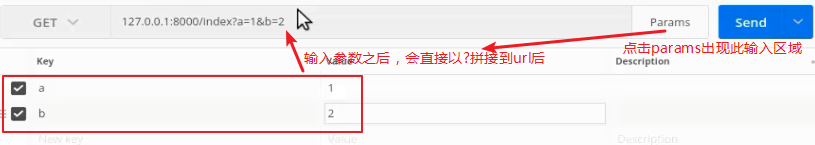 GET 127.0.0.1:8000/index?a=1&b=2 Params Send
输入参数之后，会直接以?拼接到url后
点击params出现此输入区域
Key Value Description
a 1
b 2
New key Value Description